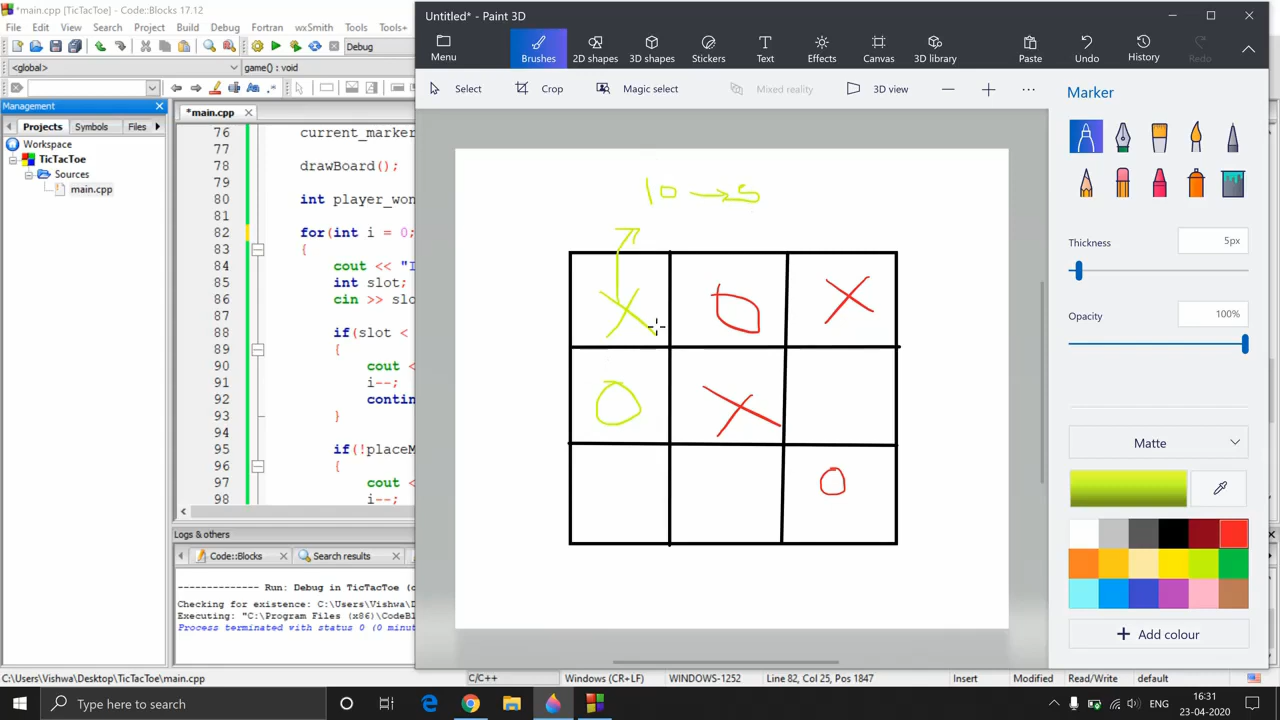 *main.cpp [TicTacToe] - Code::Blocks 17.12
File Edit View Search Project Build Debug Fortran wxSmith Tools Tools+
Debug
<global> game() : void
Management
Projects Symbols Files
Workspace
TicTacToe
Sources
main.cpp
*main.cpp
76 current_marker
77
78 drawBoard();
79
80 int player_won
81
82 for(int i = 0;
83 {
84 cout << "I
85 int slot;
86 cin >> slo
87
88 if(slot <
89 {
90 cout <
91 i--;
92 contin
93 }
94
95 if(!placeM
96 {
97 cout <
98 i--;
Logs & others
Code::Blocks Search results
-------------- Run: Debug in TicTacToe (c
Checking for existence: C:\Users\Vishwa\D
Executing: "C:\Program Files (x86)\CodeBl
Process terminated with status 0 (0 minut
C:\Users\Vishwa\Desktop\TicTacToe\main.cpp C/C++ Windows (CR+LF) WINDOWS-1252 Line 82, Col 25, Pos 1847 Insert Modified Read/Write default
Untitled* - Paint 3D
Menu Brushes 2D shapes 3D shapes Stickers Text Effects Canvas 3D library Paste Undo History Redo
Select Crop Magic select Mixed reality 3D view
10 → S
X O X
O X
O
Marker
Thickness 5px
Opacity 100%
Matte
Add colour
Type here to search
ENG
16:31
23-04-2020